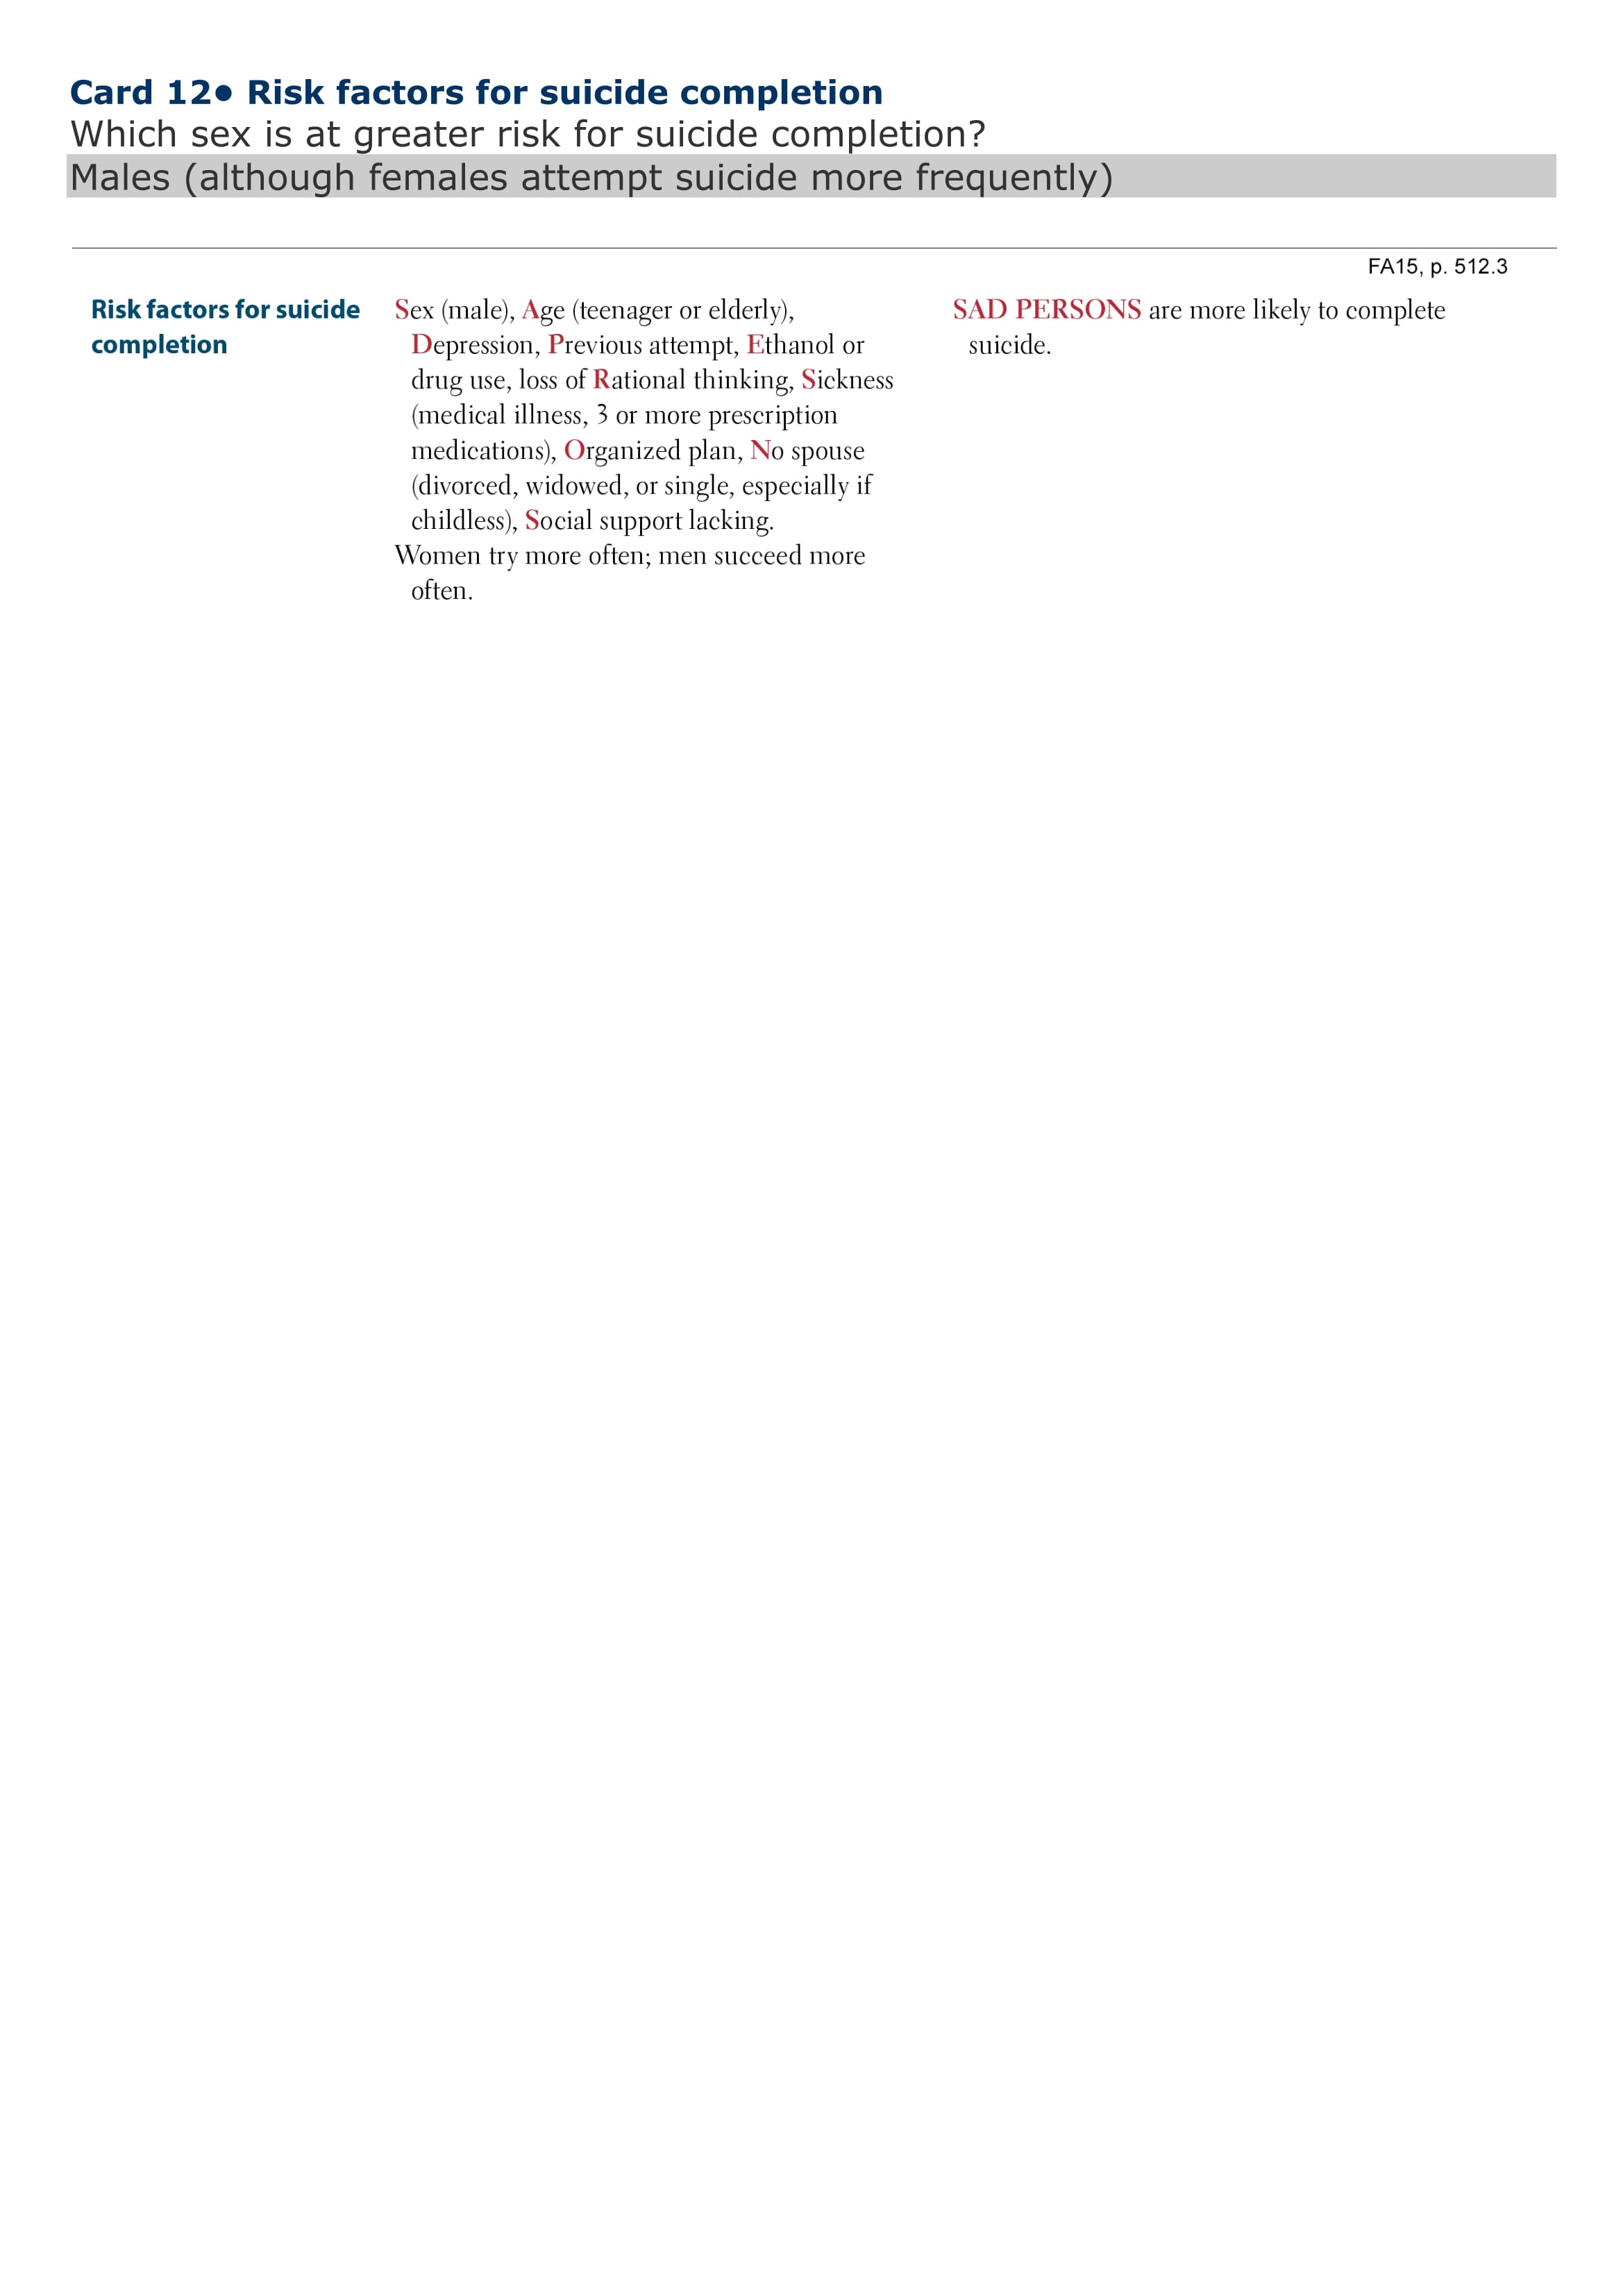 Card 12● Risk factors for suicide completion
Which sex is at greater risk for suicide completion?
Males (although females attempt suicide more frequently)
FA15, p. 512.3
Risk factors for suicide
completion
Sex (male), Age (teenager or elderly),
Depression, Previous attempt, Ethanol or
drug use, loss of Rational thinking, Sickness
(medical illness, 3 or more prescription
medications), Organized plan, No spouse
(divorced, widowed, or single, especially if
childless), Social support lacking.
Women try more often; men succeed more
often.
SAD PERSONS are more likely to complete
suicide.